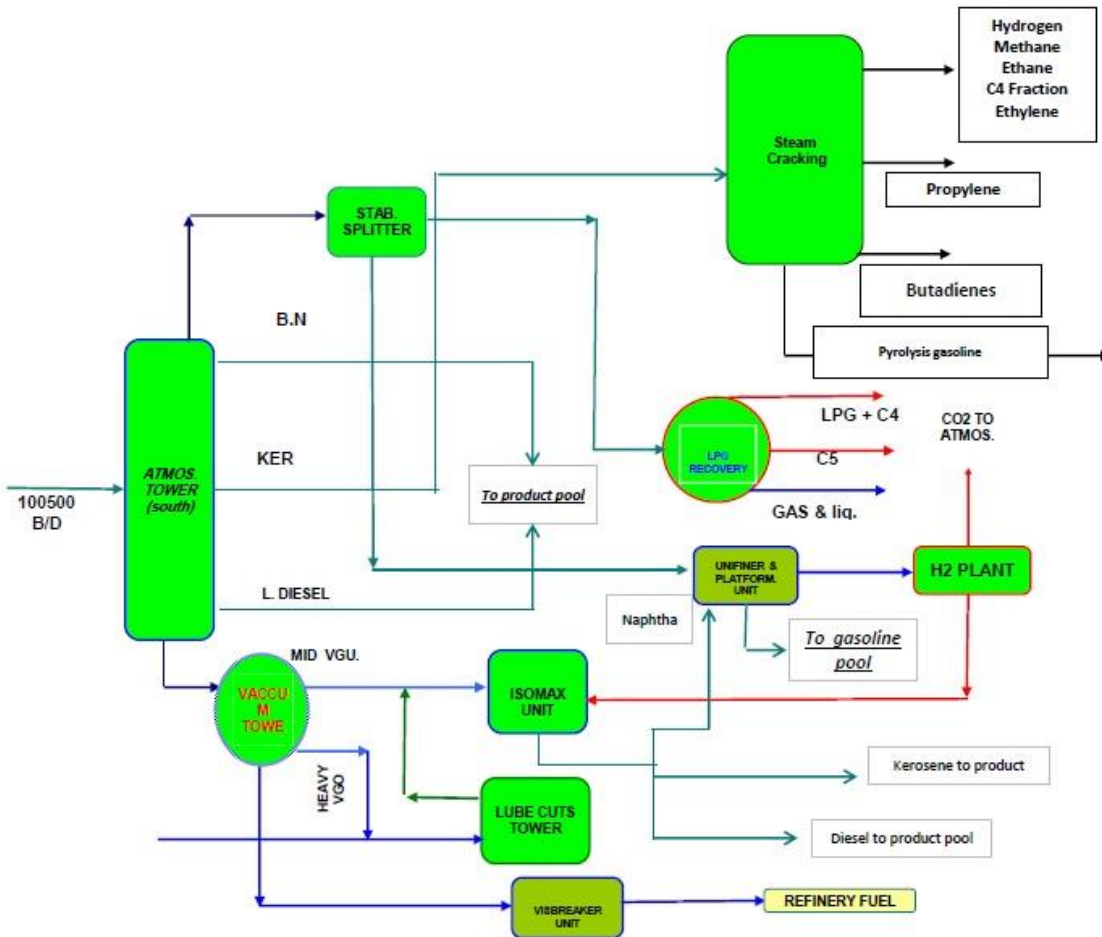 Hydrogen
Methane
Ethane
C4 Fraction
Ethylene
Steam
Cracking
Propylene
STAB.
SPLITTER
Butadienes
B.N
Pyrolysis gasoline
LPG + C4
CO2 TO
ATMOS.
KER
LPG
RECOVERY
C5
ATMOS.
TOWER
(south)
To product pool
100500
B/D
GAS & liq.
UNIFINER &
PLATFORM.
UNIT
H2 PLANT
L. DIESEL
Naphtha
To gasoline
pool
MID VGU.
VACCU
M
TOWE
ISOMAX
UNIT
Kerosene to product
HEAVY
VGO
LUBE CUTS
TOWER
Diesel to product pool
VISBREAKER
UNIT
REFINERY FUEL